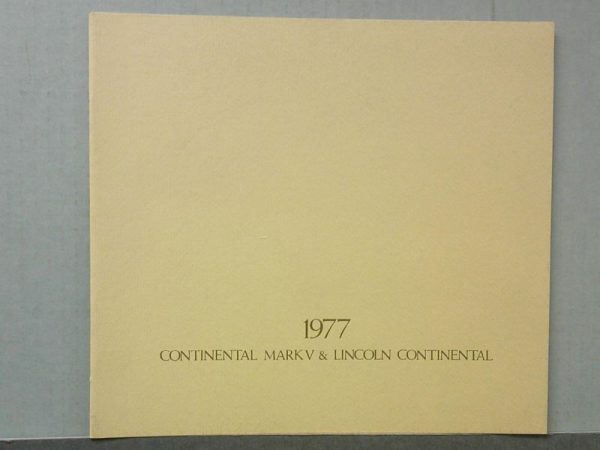 1977
CONTINENTAL MARK V & LINCOLN CONTINENTAL